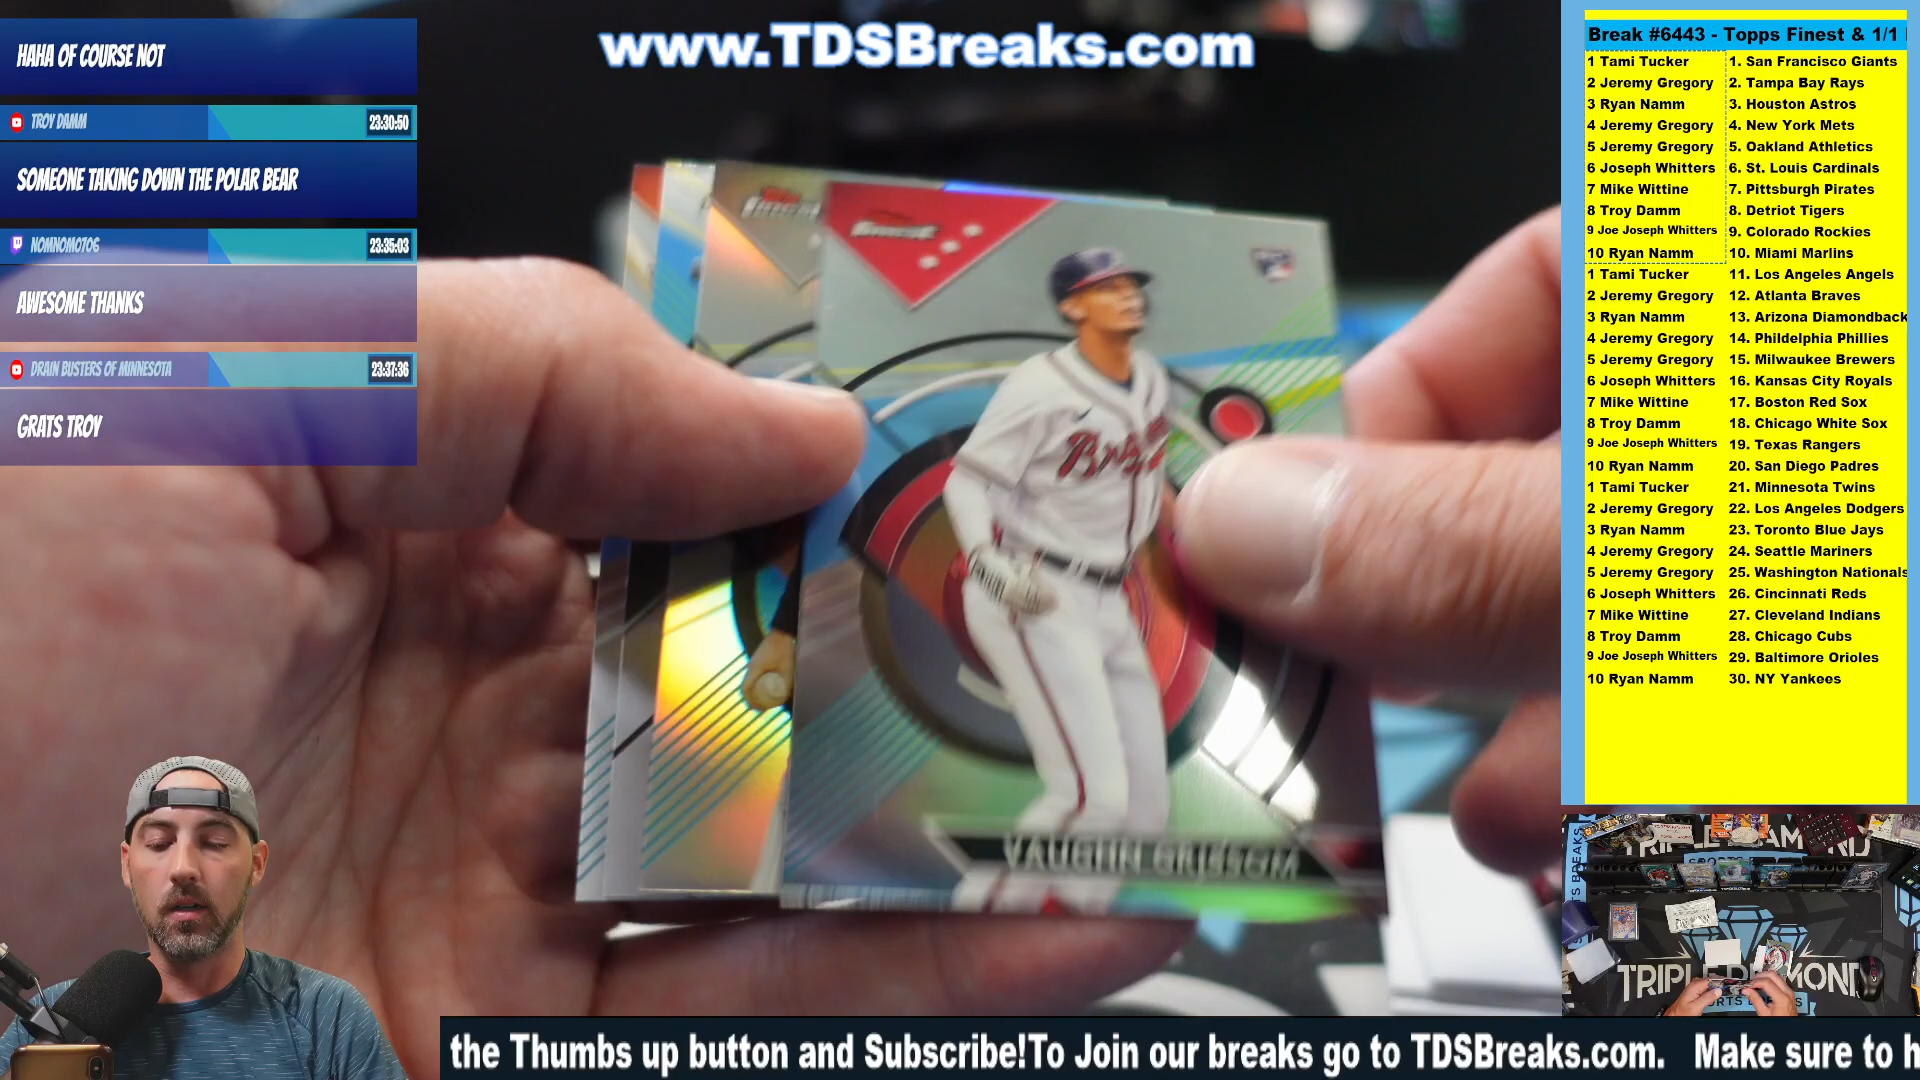 HAHA OF COURSE NOT
TROY DAMM
23:30:50
SOMEONE TAKING DOWN THE POLAR BEAR
NOMNOMO706
23:35:03
AWESOME THANKS
DRAIN BUSTERS OF MINNESOTA
23:37:36
GRATS TROY
www.TDSBreaks.com
Finest
Finest
Braves
VAUGHN GRISSOM
Break #6443 - Topps Finest & 1/1
1 Tami Tucker 1. San Francisco Giants
2 Jeremy Gregory 2. Tampa Bay Rays
3 Ryan Namm 3. Houston Astros
4 Jeremy Gregory 4. New York Mets
5 Jeremy Gregory 5. Oakland Athletics
6 Joseph Whitters 6. St. Louis Cardinals
7 Mike Wittine 7. Pittsburgh Pirates
8 Troy Damm 8. Detriot Tigers
9 Joe Joseph Whitters 9. Colorado Rockies
10 Ryan Namm 10. Miami Marlins
1 Tami Tucker 11. Los Angeles Angels
2 Jeremy Gregory 12. Atlanta Braves
3 Ryan Namm 13. Arizona Diamondback
4 Jeremy Gregory 14. Phildelphia Phillies
5 Jeremy Gregory 15. Milwaukee Brewers
6 Joseph Whitters 16. Kansas City Royals
7 Mike Wittine 17. Boston Red Sox
8 Troy Damm 18. Chicago White Sox
9 Joe Joseph Whitters 19. Texas Rangers
10 Ryan Namm 20. San Diego Padres
1 Tami Tucker 21. Minnesota Twins
2 Jeremy Gregory 22. Los Angeles Dodgers
3 Ryan Namm 23. Toronto Blue Jays
4 Jeremy Gregory 24. Seattle Mariners
5 Jeremy Gregory 25. Washington Nationals
6 Joseph Whitters 26. Cincinnati Reds
7 Mike Wittine 27. Cleveland Indians
8 Troy Damm 28. Chicago Cubs
9 Joe Joseph Whitters 29. Baltimore Orioles
10 Ryan Namm 30. NY Yankees
TRIPLE DIAMOND
TRIPLE DIAMOND
the Thumbs up button and Subscribe!To Join our breaks go to TDSBreaks.com. Make sure to h